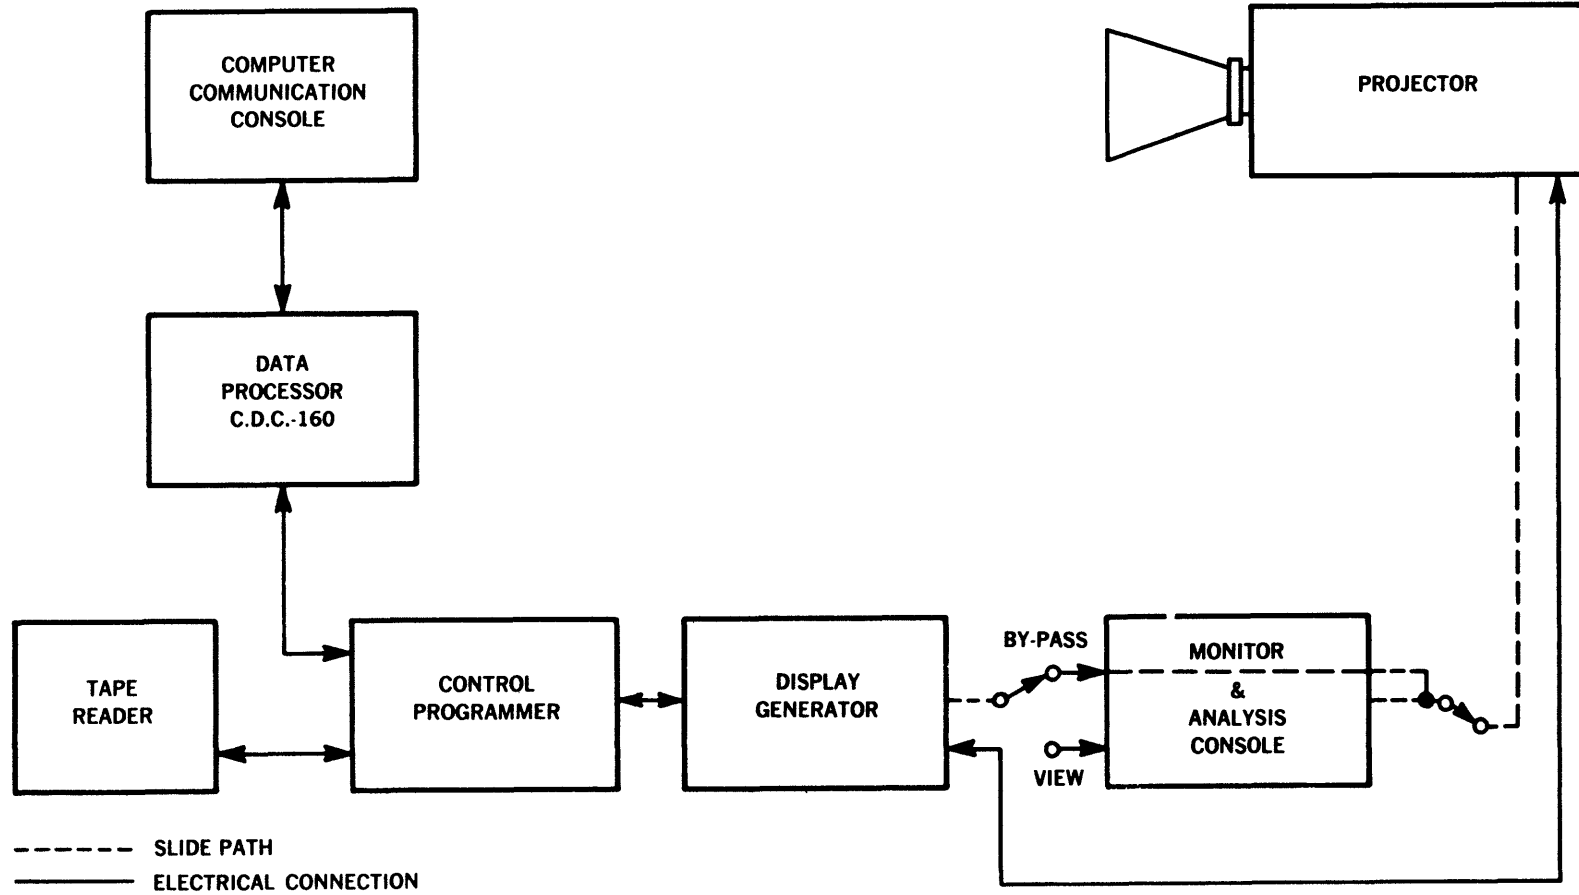 COMPUTER
COMMUNICATION
CONSOLE
PROJECTOR
DATA
PROCESSOR
C.D.C.-160
TAPE
READER
CONTROL
PROGRAMMER
DISPLAY
GENERATOR
BY-PASS
VIEW
MONITOR
&
ANALYSIS
CONSOLE
SLIDE PATH
ELECTRICAL CONNECTION